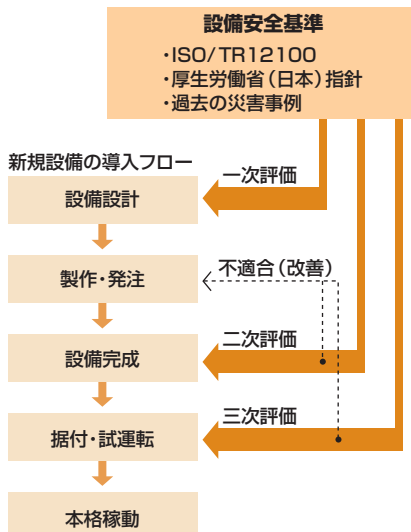 設備安全基準
・ISO/TR12100
・厚生労働省(日本)指針
・過去の災害事例
新規設備の導入フロー
一次評価
設備設計
不適合(改善)
製作・発注
二次評価
設備完成
三次評価
据付・試運転
本格稼動